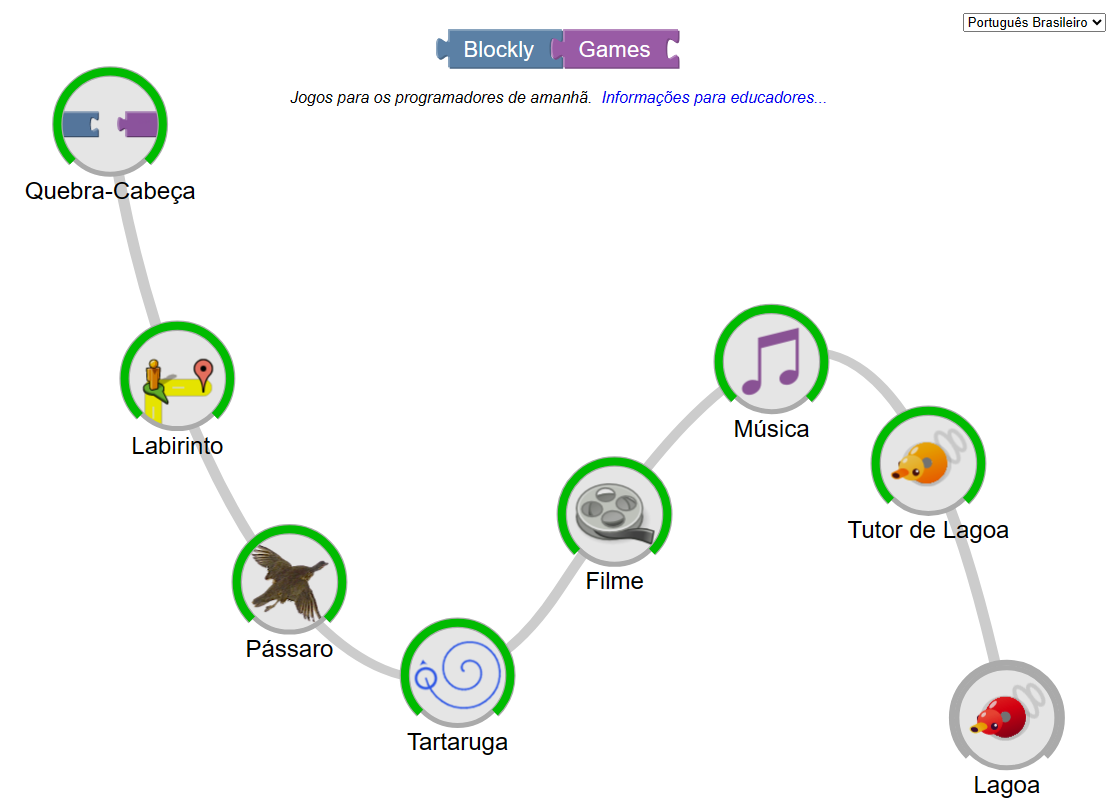 Português Brasileiro
Blockly Games
Jogos para os programadores de amanhã. Informações para educadores...
Quebra-Cabeça
Labirinto
Pássaro
Tartaruga
Filme
Música
Tutor de Lagoa
Lagoa